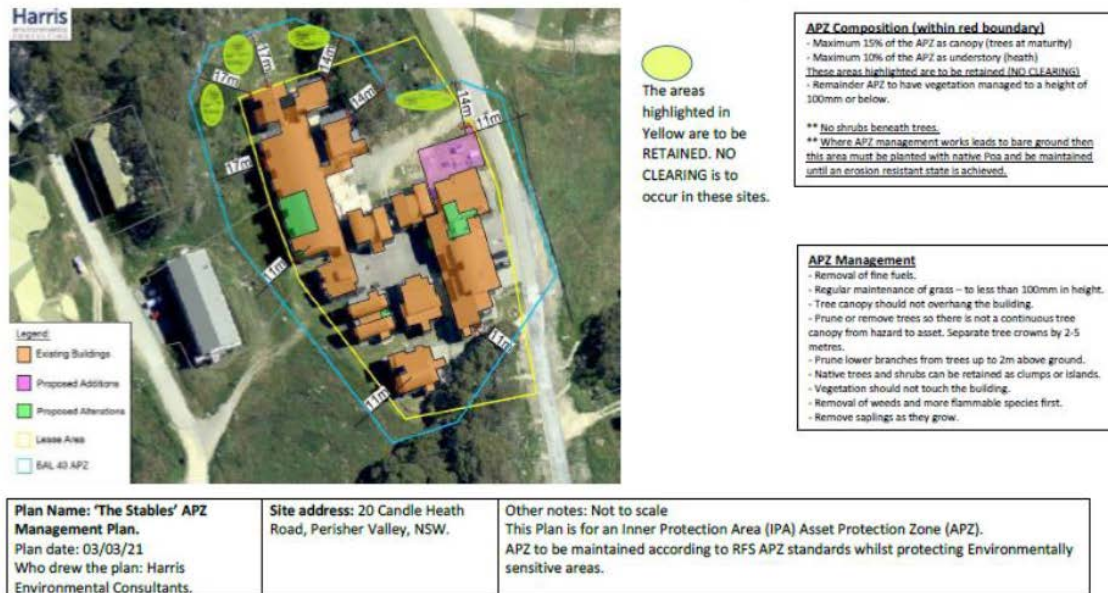 Harris
environmental
CONSULTING
17m
17m
14m
14m
14m
11m
17m
11m
11m
11m
Legend:
Existing Buildings
Proposed Additions
Proposed Alterations
Lease Area
BAL 40 APZ
The areas
highlighted in
Yellow are to be
RETAINED. NO
CLEARING is to
occur in these sites.
APZ Composition (within red boundary)
- Maximum 15% of the APZ as canopy (trees at maturity)
- Maximum 10% of the APZ as understory (heath)
These areas highlighted are to be retained (NO CLEARING)
- Remainder APZ to have vegetation managed to a height of
100mm or below.
** No shrubs beneath trees.
** Where APZ management works leads to bare ground then
this area must be planted with native Poa and be maintained
until an erosion resistant state is achieved.
APZ Management
- Removal of fine fuels.
- Regular maintenance of grass – to less than 100mm in height.
- Tree canopy should not overhang the building.
- Prune or remove trees so there is not a continuous tree
canopy from hazard to asset. Separate tree crowns by 2-5
metres.
- Prune lower branches from trees up to 2m above ground.
- Native trees and shrubs can be retained as clumps or islands.
- Vegetation should not touch the building.
- Removal of weeds and more flammable species first.
- Remove saplings as they grow.
Plan Name: 'The Stables' APZ
Management Plan.
Plan date: 03/03/21
Who drew the plan: Harris
Environmental Consultants.
Site address: 20 Candle Heath
Road, Perisher Valley, NSW.
Other notes: Not to scale
This Plan is for an Inner Protection Area (IPA) Asset Protection Zone (APZ).
APZ to be maintained according to RFS APZ standards whilst protecting Environmentally
sensitive areas.